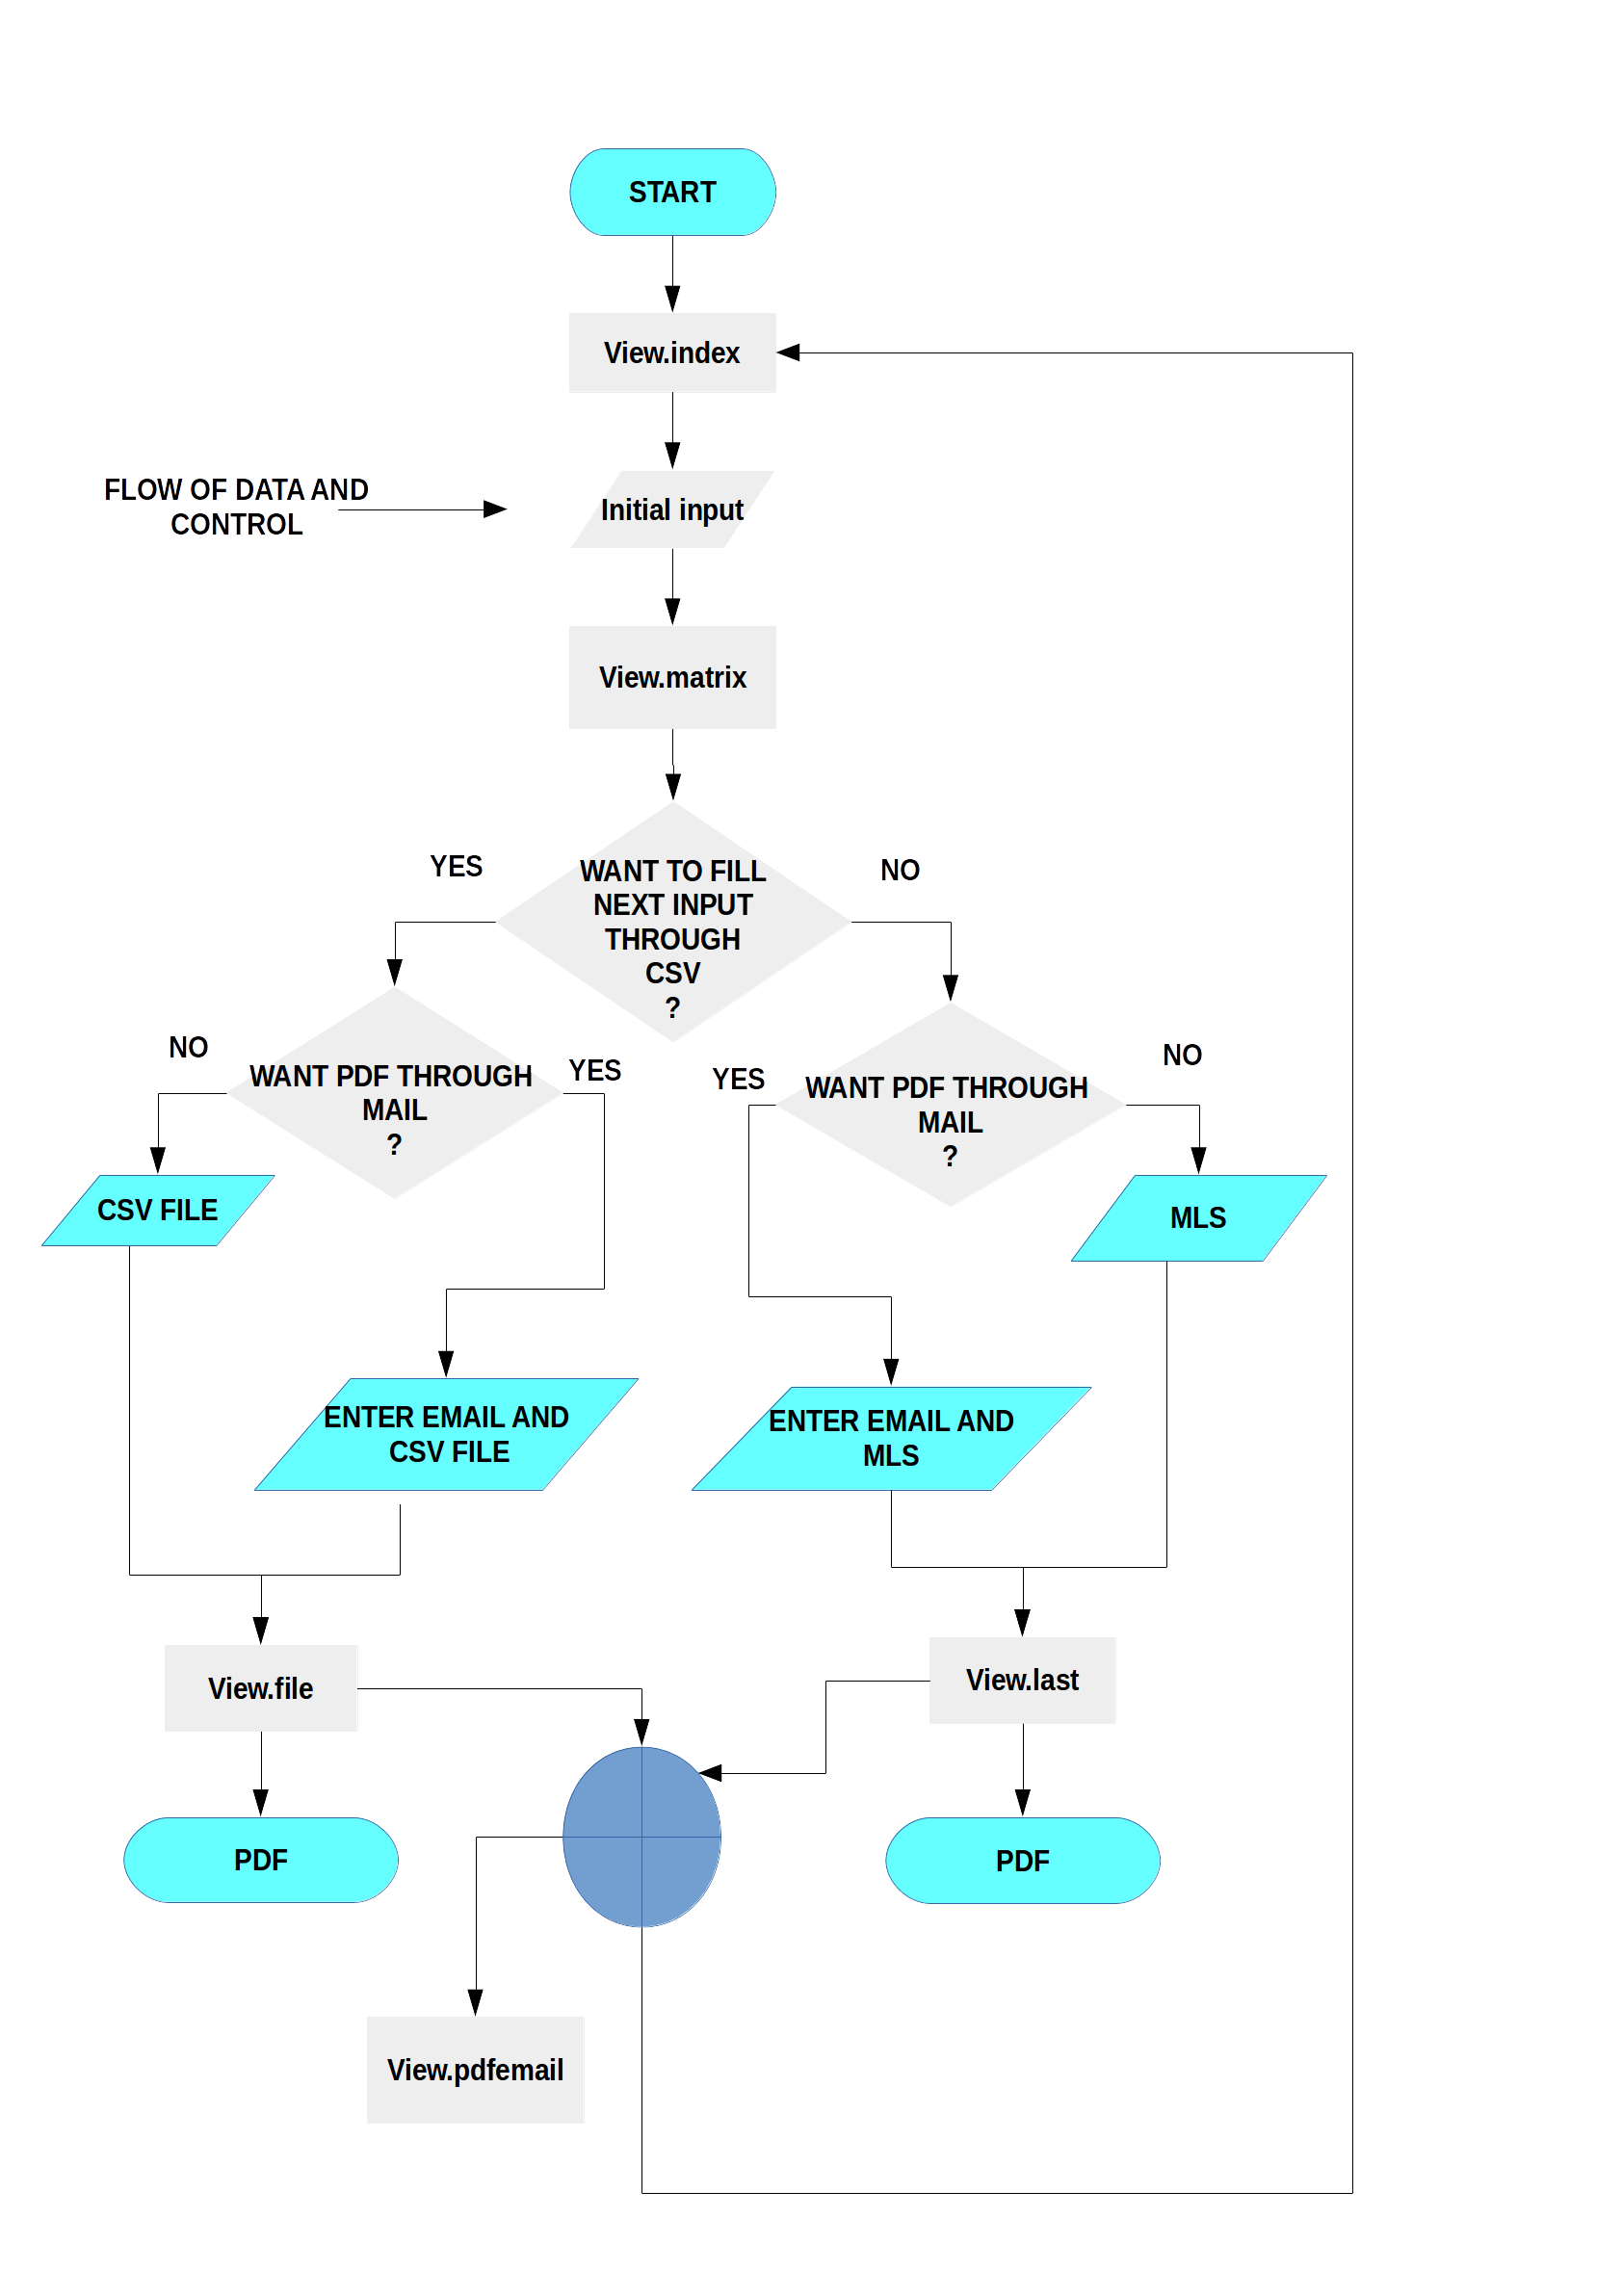 START
View.index
FLOW OF DATA AND
CONTROL
Initial input
View.matrix
YES
WANT TO FILL
NEXT INPUT
THROUGH
CSV
?
NO
NO
WANT PDF THROUGH
MAIL
?
YES
YES
WANT PDF THROUGH
MAIL
?
NO
CSV FILE
MLS
ENTER EMAIL AND
CSV FILE
ENTER EMAIL AND
MLS
View.file
View.last
PDF
PDF
View.pdfemail